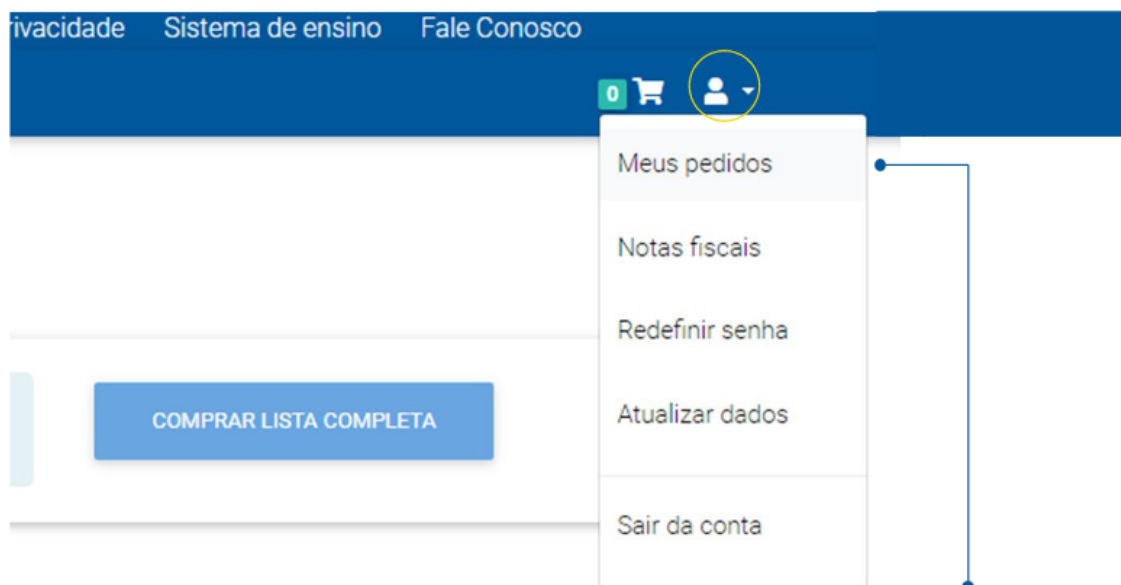 Sistema de ensino Fale Conosco
0
Meus pedidos
Notas fiscais
Redefinir senha
COMPRAR LISTA COMPLETA
Atualizar dados
Sair da conta